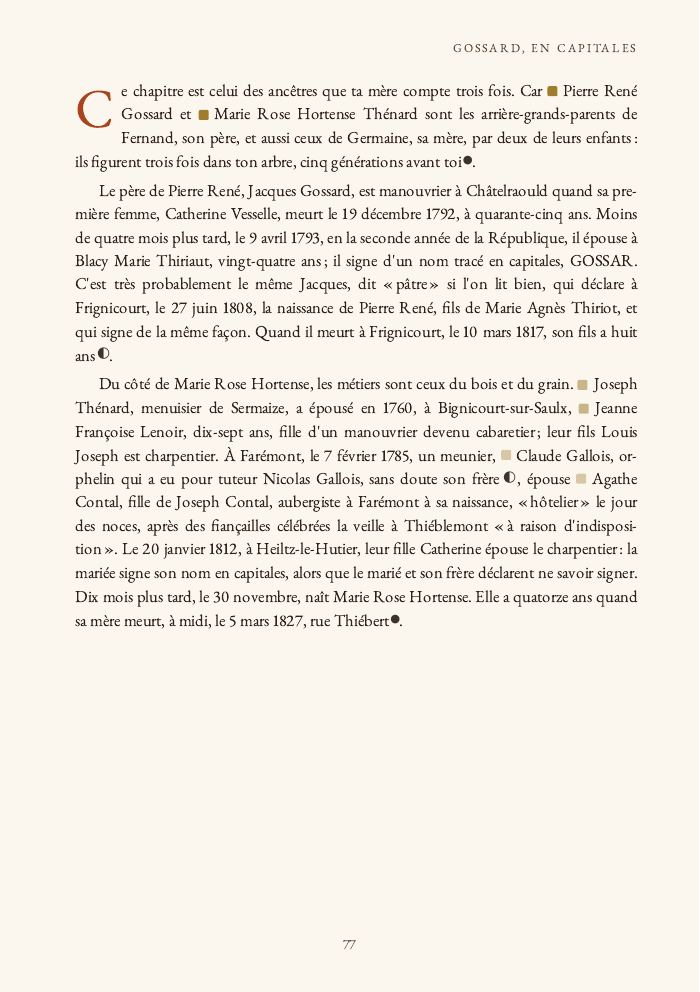 GOSSARD, EN CAPITALES
Ce chapitre est celui des ancêtres que ta mère compte trois fois. Car Pierre René
Gossard et Marie Rose Hortense Thénard sont les arrière-grands-parents de
Fernand, son père, et aussi ceux de Germaine, sa mère, par deux de leurs enfants :
ils figurent trois fois dans ton arbre, cinq générations avant toi●.
Le père de Pierre René, Jacques Gossard, est manouvrier à Châtelraould quand sa pre-
mière femme, Catherine Vesselle, meurt le 19 décembre 1792, à quarante-cinq ans. Moins
de quatre mois plus tard, le 9 avril 1793, en la seconde année de la République, il épouse à
Blacy Marie Thiriaut, vingt-quatre ans ; il signe d'un nom tracé en capitales, GOSSAR.
C'est très probablement le même Jacques, dit « pâtre » si l'on lit bien, qui déclare à
Frignicourt, le 27 juin 1808, la naissance de Pierre René, fils de Marie Agnès Thiriot, et
qui signe de la même façon. Quand il meurt à Frignicourt, le 10 mars 1817, son fils a huit
ans ◐.
Du côté de Marie Rose Hortense, les métiers sont ceux du bois et du grain. Joseph
Thénard, menuisier de Sermaize, a épousé en 1760, à Bignicourt-sur-Saulx, Jeanne
Françoise Lenoir, dix-sept ans, fille d'un manouvrier devenu cabaretier ; leur fils Louis
Joseph est charpentier. À Farémont, le 7 février 1785, un meunier, Claude Gallois, or-
phelin qui a eu pour tuteur Nicolas Gallois, sans doute son frère ◐, épouse Agathe
Contal, fille de Joseph Contal, aubergiste à Farémont à sa naissance, « hôtelier » le jour
des noces, après des fiançailles célébrées la veille à Thiéblemont « à raison d'indisposi-
tion ». Le 20 janvier 1812, à Heiltz-le-Hutier, leur fille Catherine épouse le charpentier : la
mariée signe son nom en capitales, alors que le marié et son frère déclarent ne savoir signer.
Dix mois plus tard, le 30 novembre, naît Marie Rose Hortense. Elle a quatorze ans quand
sa mère meurt, à midi, le 5 mars 1827, rue Thiébert●.
77